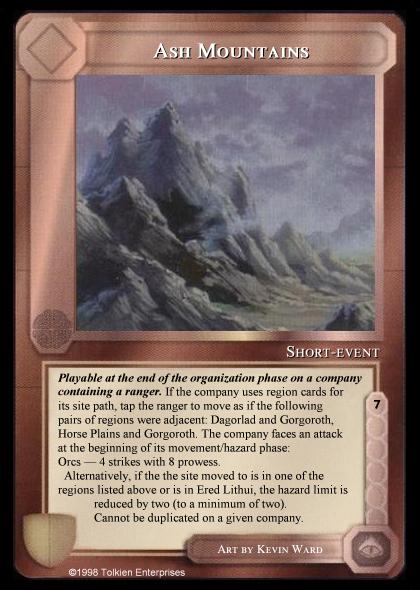 Ash Mountains
Short-event
Playable at the end of the organization phase on a company
containing a ranger. If the company uses region cards for
its site path, tap the ranger to move as if the following
pairs of regions were adjacent: Dagorlad and Gorgoroth,
Horse Plains and Gorgoroth. The company faces an attack
at the beginning of its movement/hazard phase:
Orcs — 4 strikes with 8 prowess.
Alternatively, if the the site moved to is in one of the
regions listed above or is in Ered Lithui, the hazard limit is
reduced by two (to a minimum of two).
Cannot be duplicated on a given company.
7
Art by Kevin Ward
©1998 Tolkien Enterprises